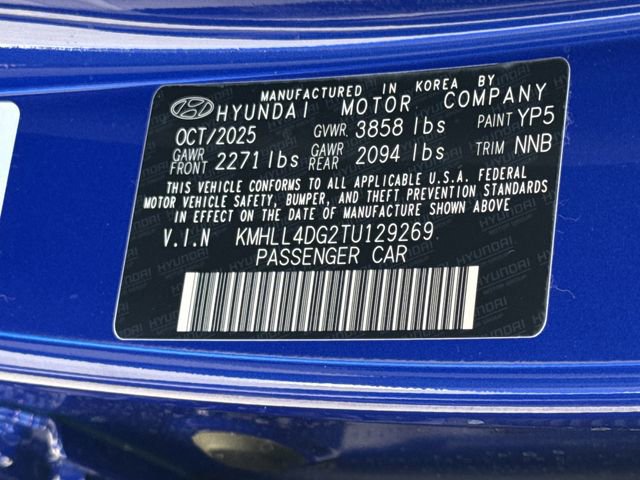 MANUFACTURED IN KOREA BY
HYUNDAI MOTOR COMPANY
OCT/2025 GVWR 3858 lbs PAINT YP5
GAWR FRONT 2271 lbs GAWR REAR 2094 lbs TRIM NNB
THIS VEHICLE CONFORMS TO ALL APPLICABLE U.S.A. FEDERAL
MOTOR VEHICLE SAFETY, BUMPER, AND THEFT PREVENTION STANDARDS
IN EFFECT ON THE DATE OF MANUFACTURE SHOWN ABOVE
V.I.N KMHLL4DG2TU129269
PASSENGER CAR